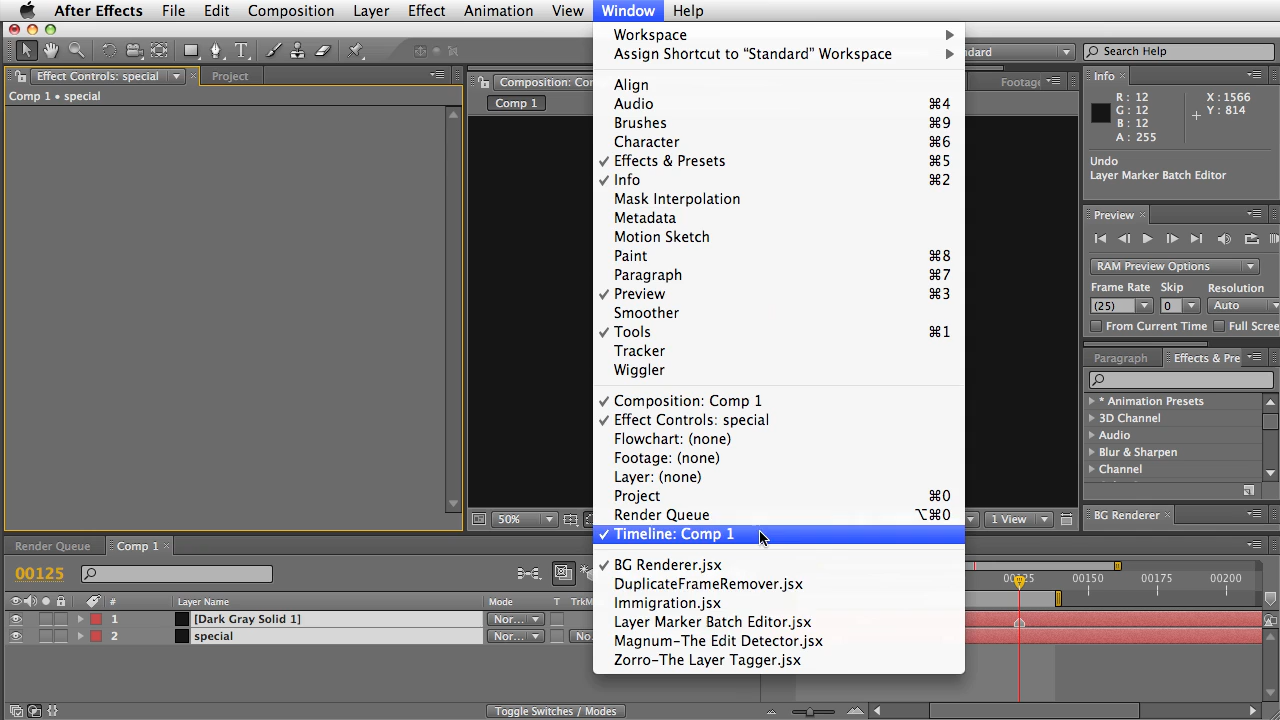 After Effects File Edit Composition Layer Effect Animation View Window Help
Search Help
Effect Controls: special Project
Comp 1 • special
Composition: Co
Footage
Comp 1
Workspace
Assign Shortcut to “Standard” Workspace
Align
Audio ⌘4
Brushes ⌘9
Character ⌘6
✓ Effects & Presets ⌘5
✓ Info ⌘2
Mask Interpolation
Metadata
Motion Sketch
Paint ⌘8
Paragraph ⌘7
✓ Preview ⌘3
Smoother
✓ Tools ⌘1
Tracker
Wiggler
✓ Composition: Comp 1
✓ Effect Controls: special
Flowchart: (none)
Footage: (none)
Layer: (none)
Project ⌘0
Render Queue ⌥⌘0
✓ Timeline: Comp 1
✓ BG Renderer.jsx
DuplicateFrameRemover.jsx
Immigration.jsx
Layer Marker Batch Editor.jsx
Magnum-The Edit Detector.jsx
Zorro-The Layer Tagger.jsx
ndard
Info
R: 12 X: 1566
G: 12 Y: 814
B: 12
A: 255
Undo
Layer Marker Batch Editor
Preview
RAM Preview Options
Frame Rate Skip Resolution
(25) 0 Auto
From Current Time Full Scree
Paragraph Effects & Pre
* Animation Presets
3D Channel
Audio
Blur & Sharpen
Channel
BG Renderer
50%
1 View
Render Queue Comp 1
00125
# Layer Name Mode T TrkM
1 [Dark Gray Solid 1] Nor...
2 special Nor... No.
00125 00150 00175 00200
Toggle Switches / Modes